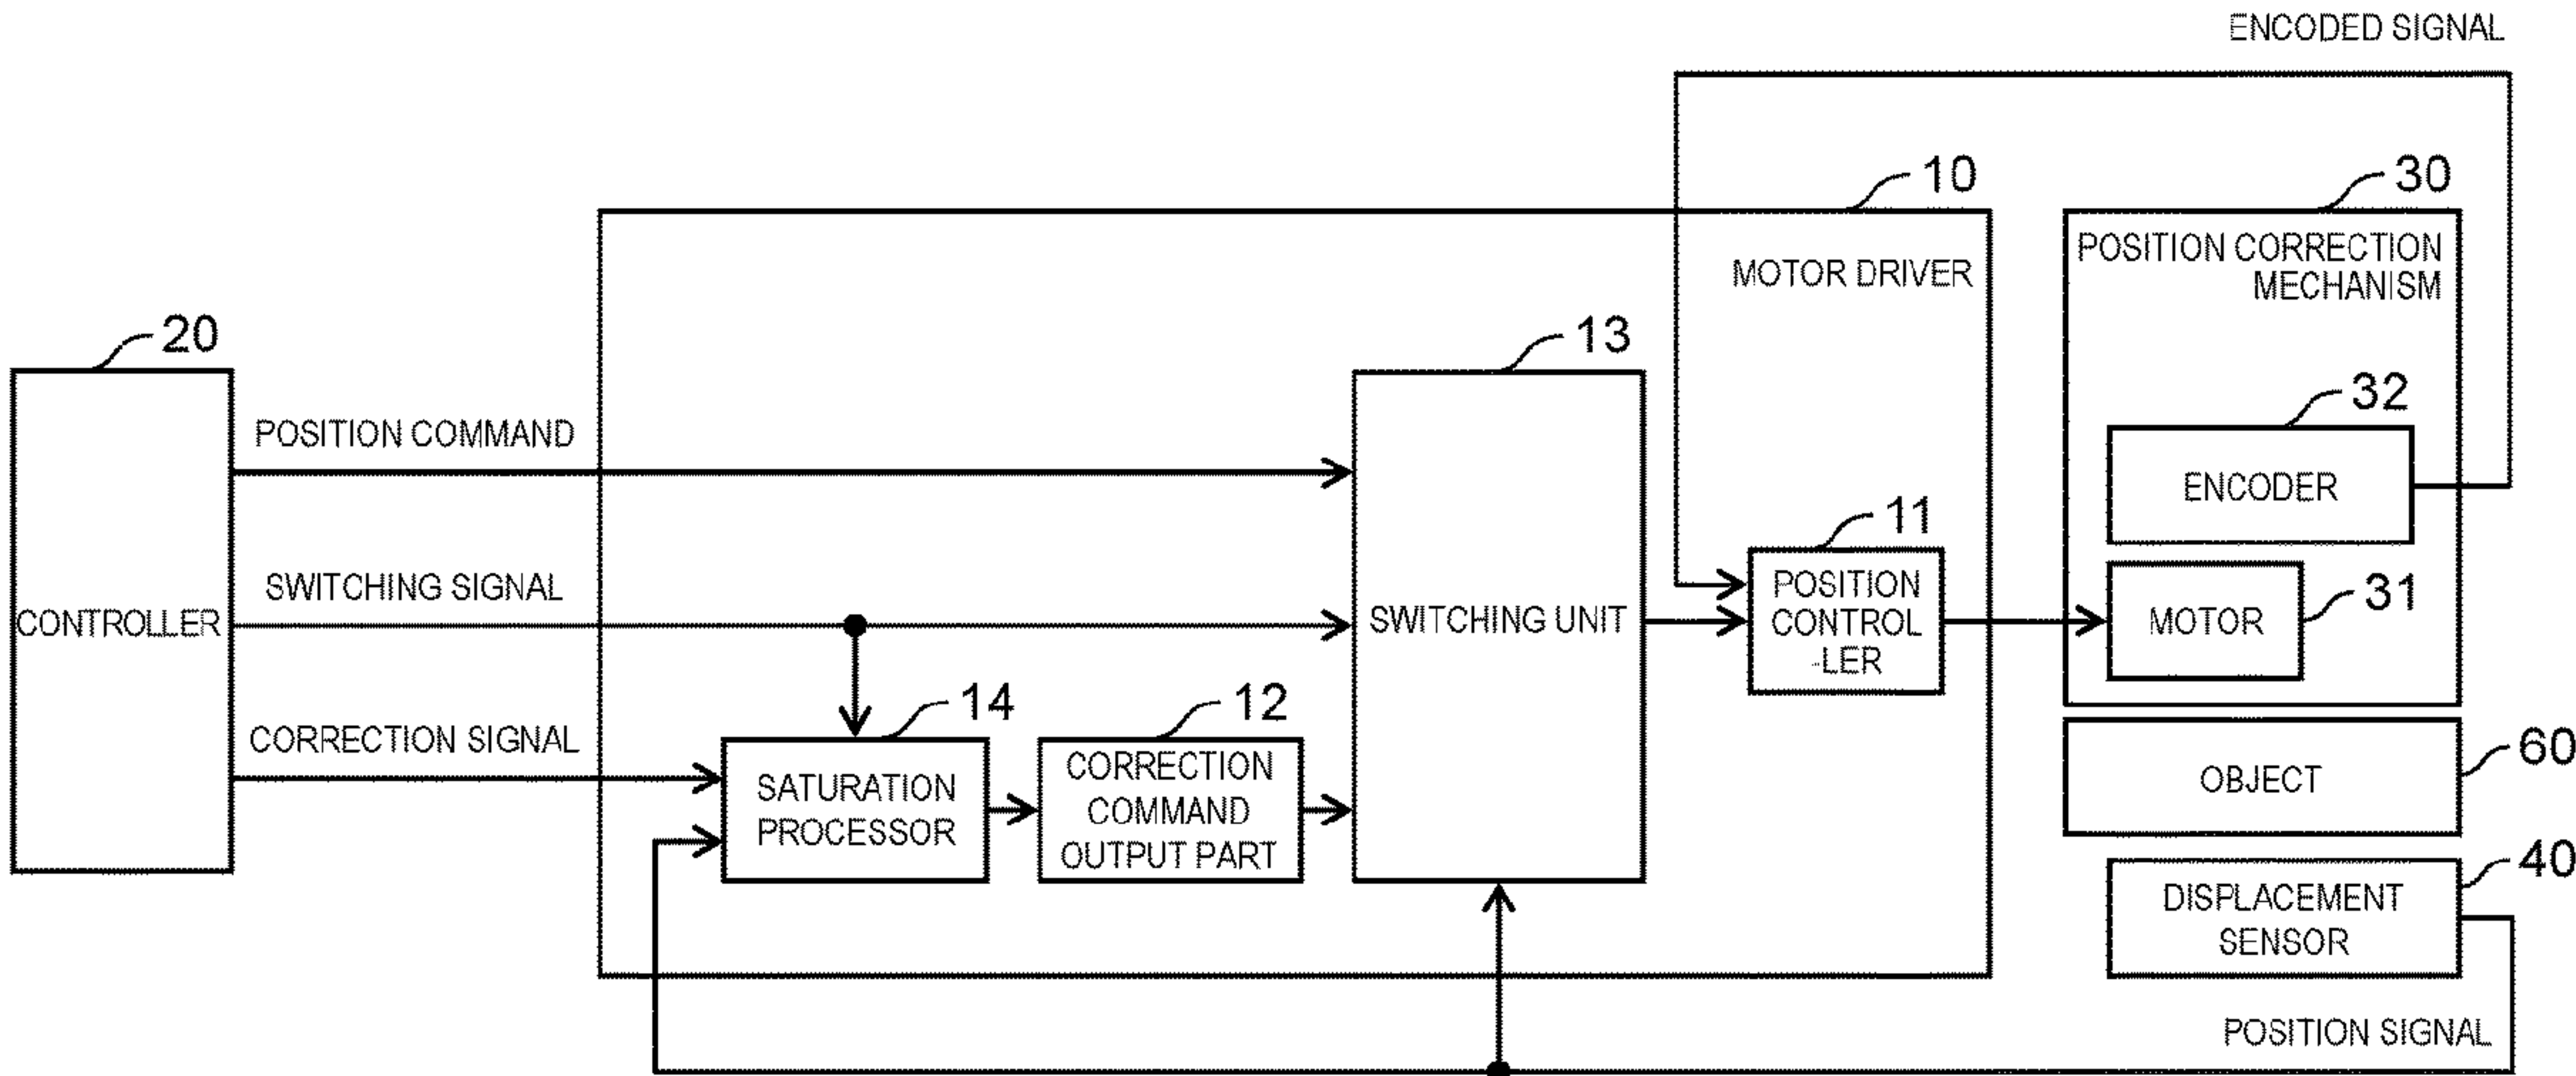 ENCODED SIGNAL
10
30
MOTOR DRIVER
POSITION CORRECTION
MECHANISM
20
13
32
POSITION COMMAND
ENCODER
11
SWITCHING SIGNAL
CONTROLLER
SWITCHING UNIT
POSITION
CONTROL
-LER
MOTOR
31
14
12
CORRECTION SIGNAL
SATURATION
PROCESSOR
CORRECTION
COMMAND
OUTPUT PART
OBJECT
60
DISPLACEMENT
SENSOR
40
POSITION SIGNAL